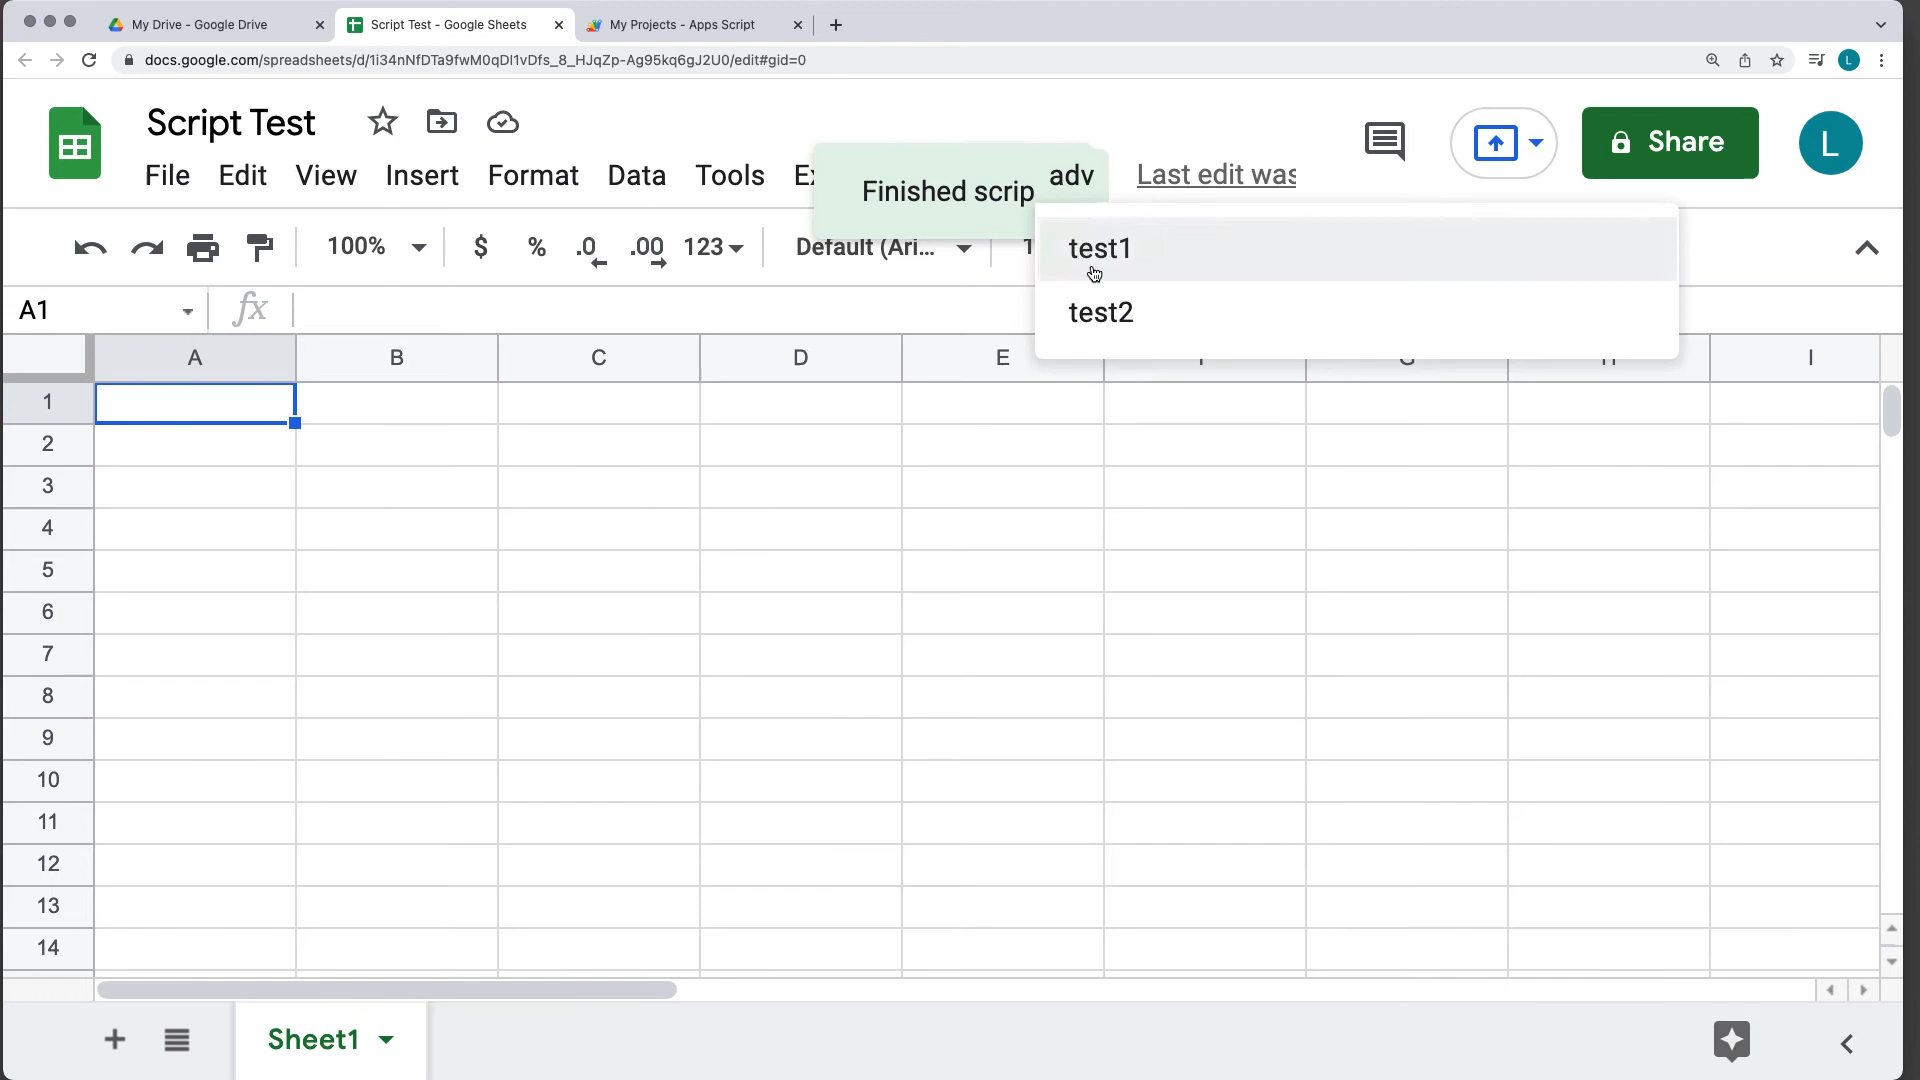 My Drive - Google Drive
Script Test - Google Sheets
My Projects - Apps Script
docs.google.com/spreadsheets/d/1i34nNfDTa9fwM0qDI1vDfs_8_HJqZp-Ag95kq6gJ2U0/edit#gid=0
L
Script Test
Share
L
File Edit View Insert Format Data Tools Ex
Finished scrip
adv
Last edit was
100%
$ % .0 .00 123
Default (Ari...
1
test1
test2
A1
fx
A B C D E I
1
2
3
4
5
6
7
8
9
10
11
12
13
14
Sheet1